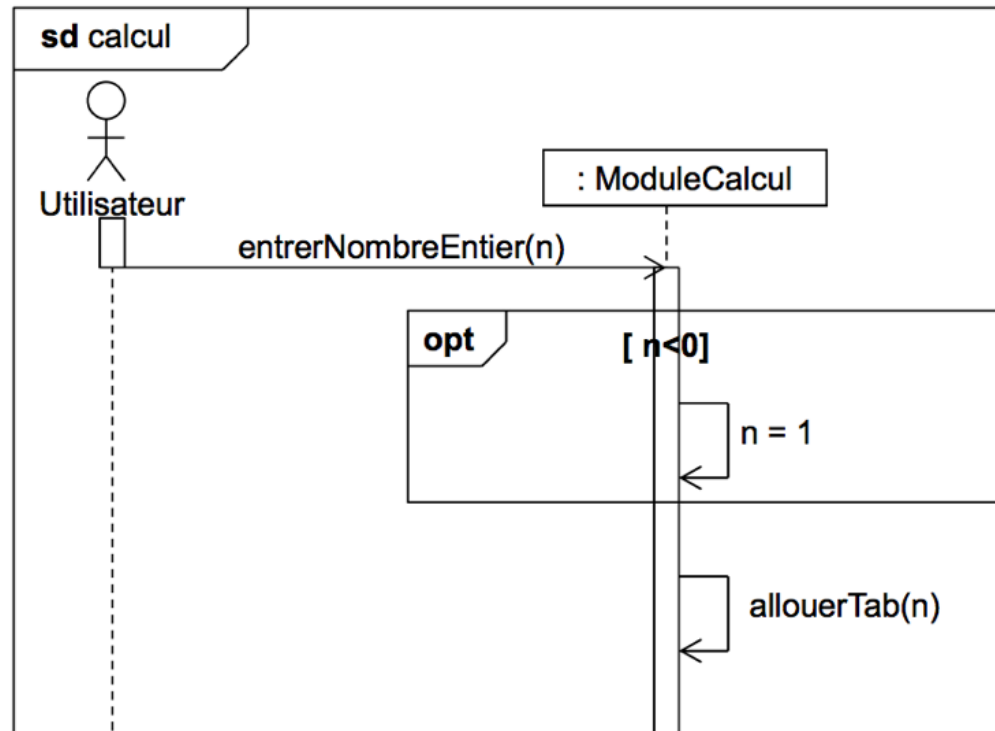 sd calcul
: ModuleCalcul
Utilisateur
entrerNombreEntier(n)
opt
[ n<0]
n = 1
allouerTab(n)